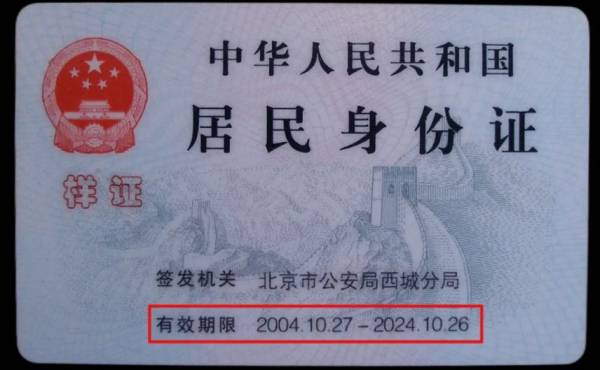 中华人民共和国
居民身份证
样证
签发机关 北京市公安局西城分局
有效期限 2004.10.27-2024.10.26